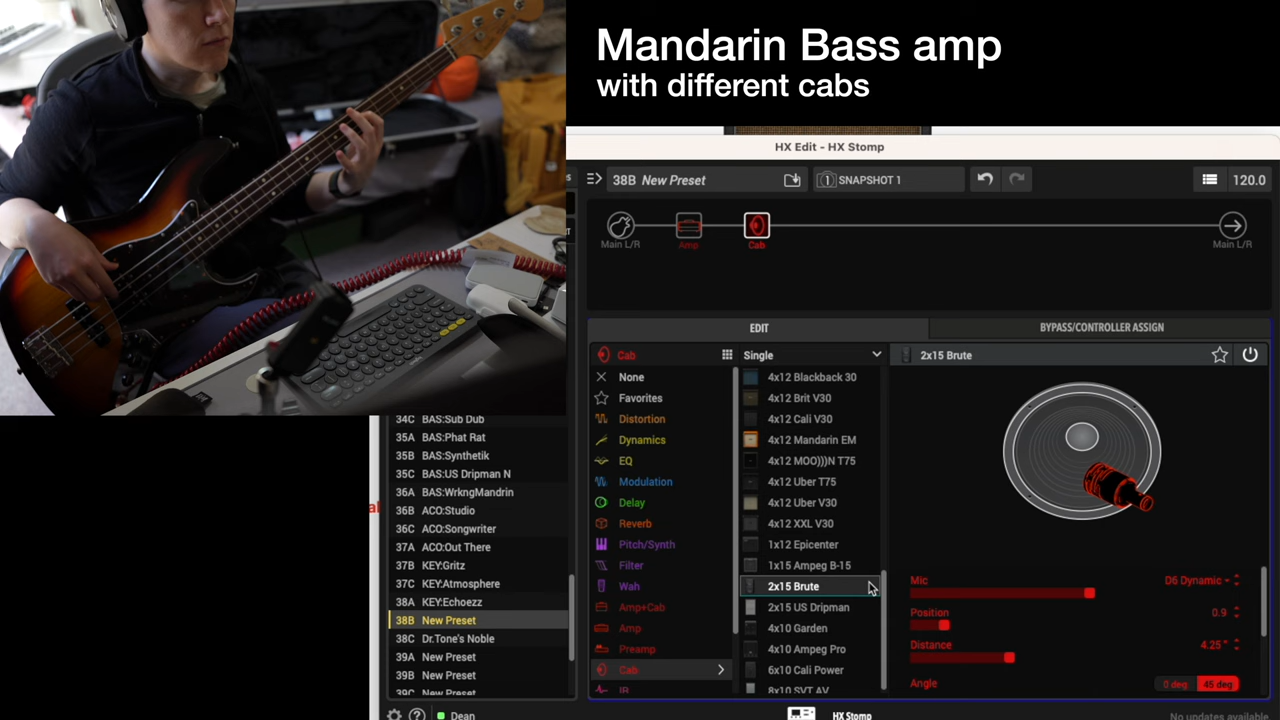 Mandarin Bass amp
with different cabs
HX Edit - HX Stomp
38B New Preset
1 SNAPSHOT 1
120.0
Main L/R
Amp
Cab
Main L/R
EDIT
BYPASS/CONTROLLER ASSIGN
Cab
Single
2x15 Brute
None
Favorites
Distortion
Dynamics
EQ
Modulation
Delay
Reverb
Pitch/Synth
Filter
Wah
Amp+Cab
Amp
Preamp
Cab
IR
4x12 Blackback 30
4x12 Brit V30
4x12 Cali V30
4x12 Mandarin EM
4x12 MOO)))N T75
4x12 Uber T75
4x12 Uber V30
4x12 XXL V30
1x12 Epicenter
1x15 Ampeg B-15
2x15 Brute
2x15 US Dripman
4x10 Garden
4x10 Ampeg Pro
6x10 Cali Power
8x10 SVT AV
Mic D6 Dynamic
Position 0.9
Distance 4.25"
Angle 0 deg 45 deg
34C BAS:Sub Dub
35A BAS:Phat Rat
35B BAS:Synthetik
35C BAS:US Dripman N
36A BAS:WrkngMandrin
36B ACO:Studio
36C ACO:Songwriter
37A ACO:Out There
37B KEY:Gritz
37C KEY:Atmosphere
38A KEY:Echoezz
38B New Preset
38C Dr.Tone's Noble
39A New Preset
39B New Preset
39C New Preset
Dean
HX Stomp
No updates available